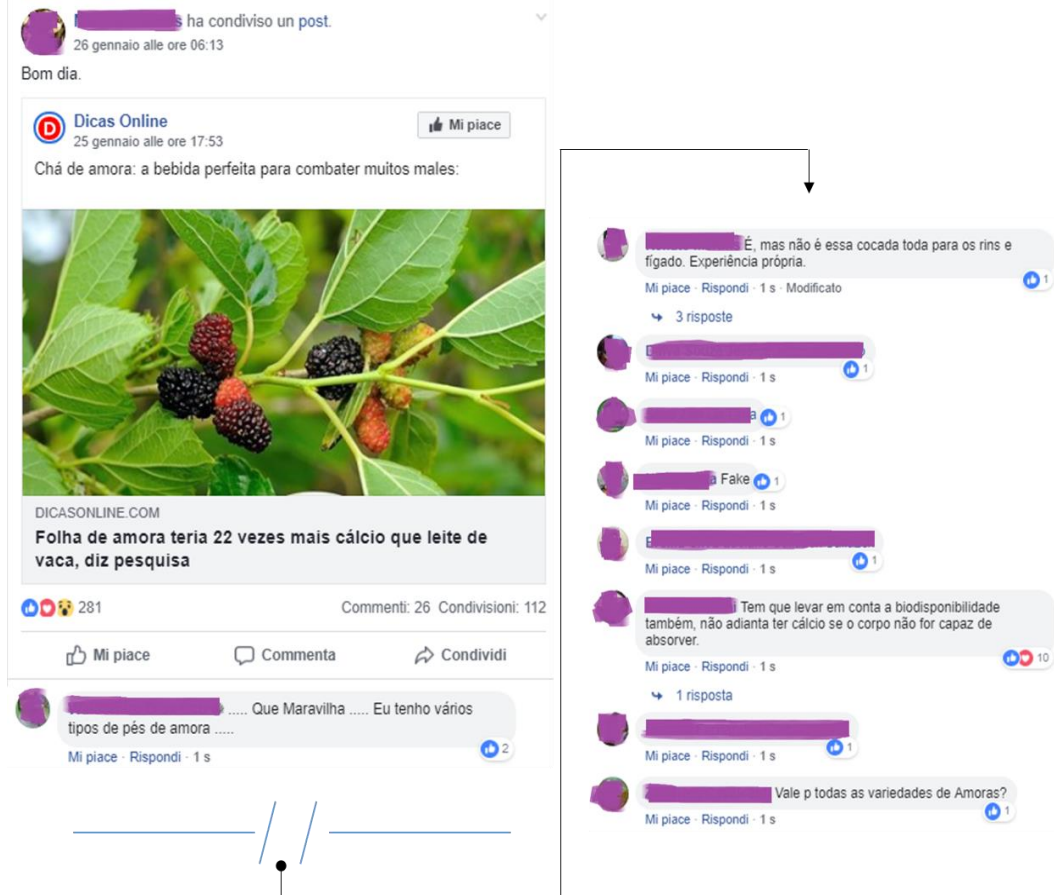 ha condiviso un post.
26 gennaio alle ore 06:13
Bom dia.
Dicas Online
25 gennaio alle ore 17:53
Mi piace
Chá de amora: a bebida perfeita para combater muitos males:
DICASONLINE.COM
Folha de amora teria 22 vezes mais cálcio que leite de
vaca, diz pesquisa
281
Commenti: 26 Condivisioni: 112
Mi piace
Commenta
Condividi
..... Que Maravilha ..... Eu tenho vários
tipos de pés de amora .....
2
Mi piace · Rispondi · 1 s
É, mas não é essa cocada toda para os rins e
fígado. Experiência própria.
1
Mi piace · Rispondi · 1 s · Modificato
3 risposte
1
Mi piace · Rispondi · 1 s
1
Mi piace · Rispondi · 1 s
Fake
1
Mi piace · Rispondi · 1 s
1
Mi piace · Rispondi · 1 s
Tem que levar em conta a biodisponibilidade
também, não adianta ter cálcio se o corpo não for capaz de
absorver.
10
Mi piace · Rispondi · 1 s
1 risposta
1
Mi piace · Rispondi · 1 s
Vale p todas as variedades de Amoras?
1
Mi piace · Rispondi · 1 s